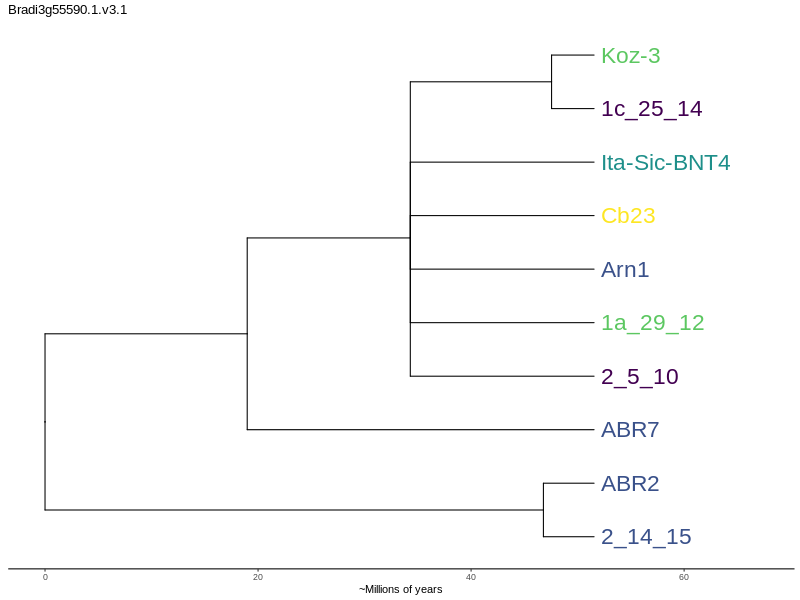 Bradi3g55590.1.v3.1
Koz-3
1c_25_14
Ita-Sic-BNT4
Cb23
Arn1
1a_29_12
2_5_10
ABR7
ABR2
2_14_15
0 20 40 60
~Millions of years